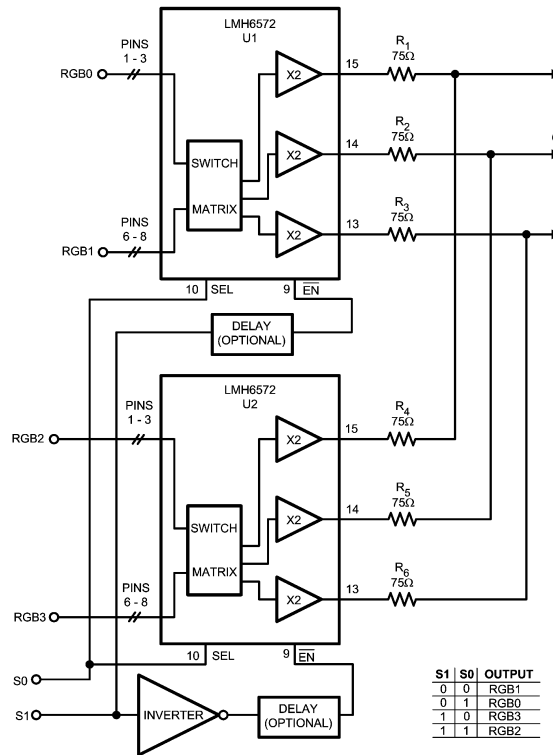 LMH6572
U1
PINS
1 - 3
RGB0
X2
15
R1
75Ω
X2
14
R2
75Ω
SWITCH
MATRIX
X2
13
R3
75Ω
PINS
6 - 8
RGB1
10 SEL
9 EN
DELAY
(OPTIONAL)
LMH6572
U2
PINS
1 - 3
RGB2
X2
15
R4
75Ω
X2
14
R5
75Ω
SWITCH
MATRIX
X2
13
R6
75Ω
PINS
6 - 8
RGB3
10 SEL
9 EN
S0
S1
INVERTER
DELAY
(OPTIONAL)
S1 S0 OUTPUT
0 0 RGB1
0 1 RGB0
1 0 RGB3
1 1 RGB2